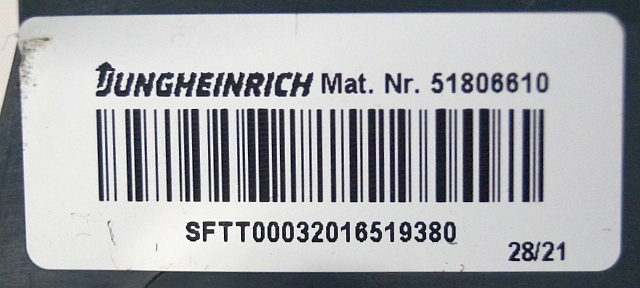 JUNGHEINRICH Mat. Nr. 51806610
SFTT00032016519380
28/21